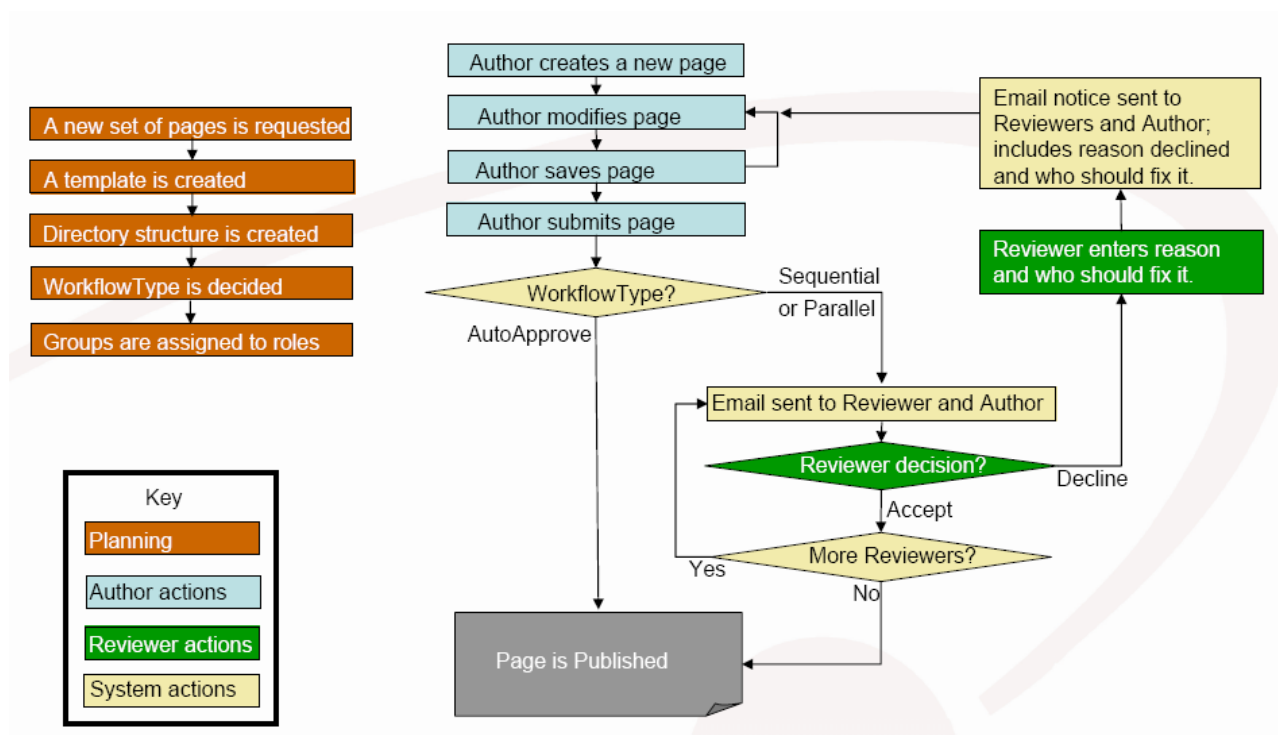 A new set of pages is requested
A template is created
Directory structure is created
WorkflowType is decided
Groups are assigned to roles
Key
Planning
Author actions
Reviewer actions
System actions
Author creates a new page
Author modifies page
Author saves page
Author submits page
WorkflowType?
AutoApprove
Sequential
or Parallel
Email sent to Reviewer and Author
Reviewer decision?
Decline
Accept
More Reviewers?
Yes
No
Page is Published
Reviewer enters reason
and who should fix it.
Email notice sent to
Reviewers and Author;
includes reason declined
and who should fix it.